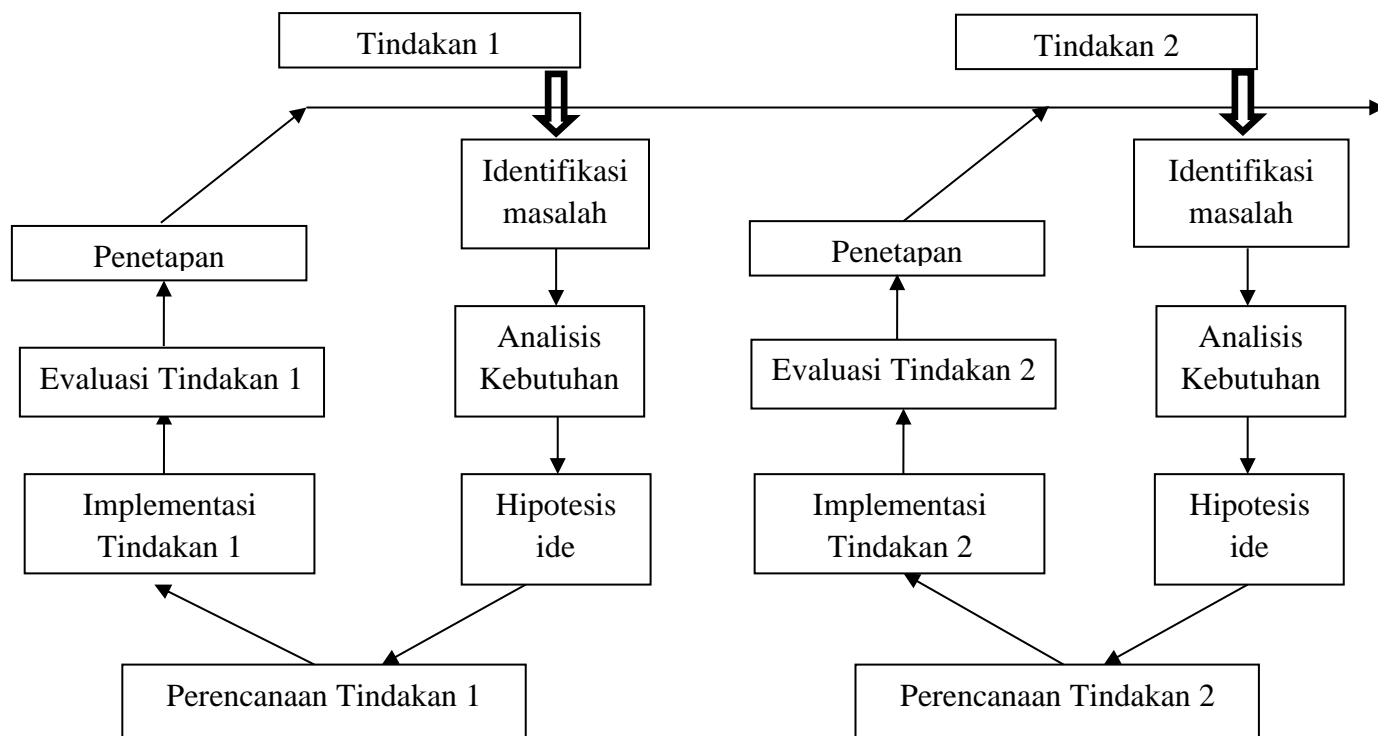 Tindakan 1
Tindakan 2
Identifikasi
masalah
Identifikasi
masalah
Penetapan
Penetapan
Analisis
Kebutuhan
Analisis
Kebutuhan
Evaluasi Tindakan 1
Evaluasi Tindakan 2
Implementasi
Tindakan 1
Hipotesis
ide
Implementasi
Tindakan 2
Hipotesis
ide
Perencanaan Tindakan 1
Perencanaan Tindakan 2